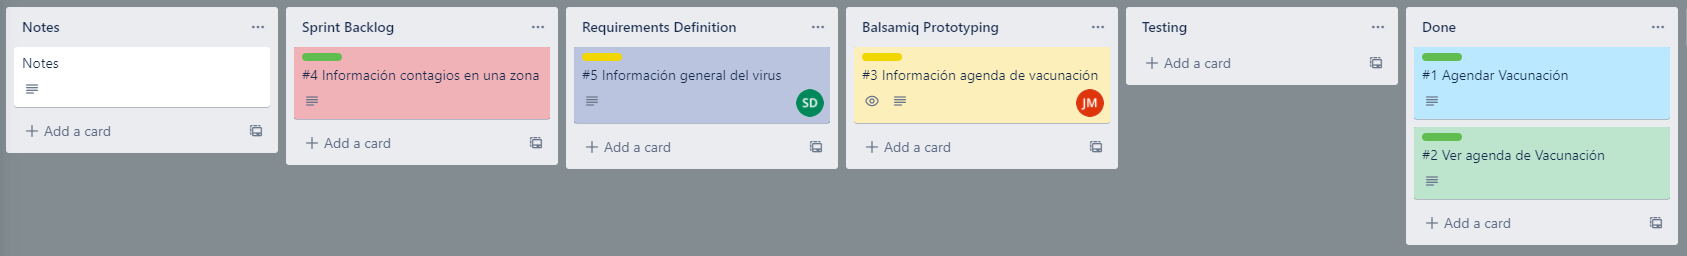 Notes
Notes
Add a card
Sprint Backlog
#4 Información contagios en una zona
Add a card
Requirements Definition
#5 Información general del virus
SD
Add a card
Balsamiq Prototyping
#3 Información agenda de vacunación
JM
Add a card
Testing
Add a card
Done
#1 Agendar Vacunación
#2 Ver agenda de Vacunación
Add a card